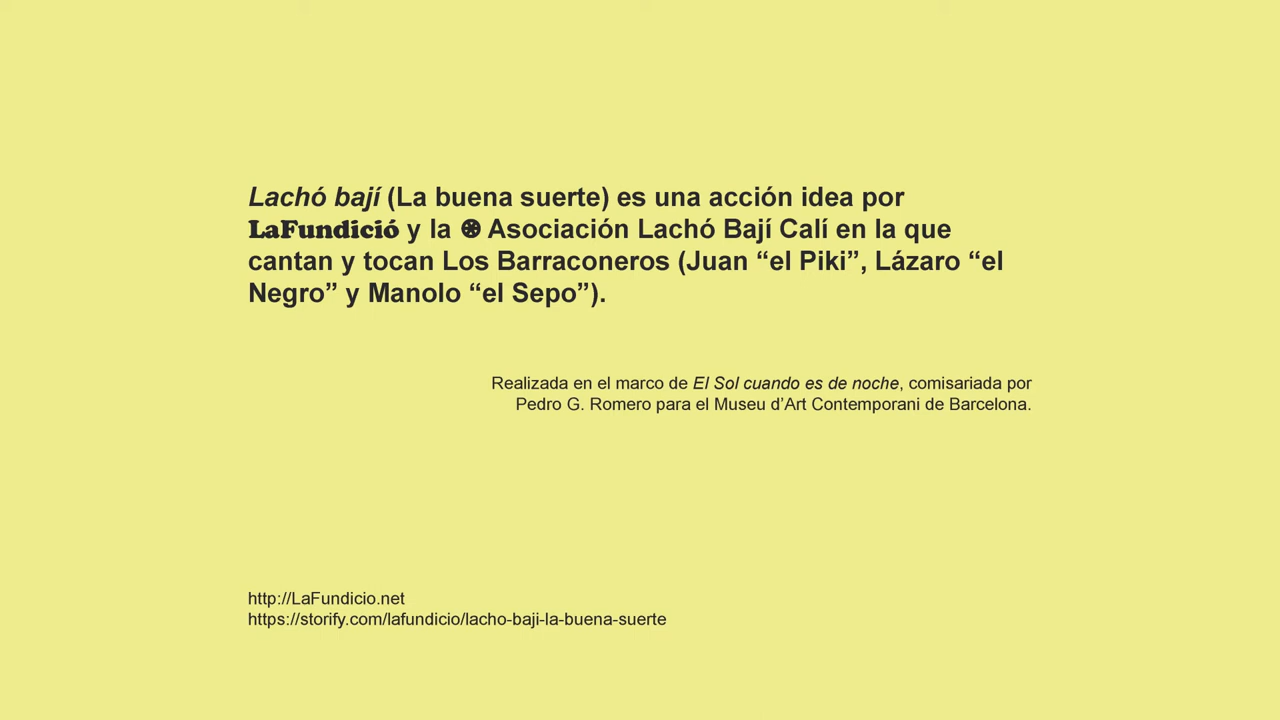 Lachó bají (La buena suerte) es una acción idea por
LaFundició y la ⊛ Asociación Lachó Bají Calí en la que
cantan y tocan Los Barraconeros (Juan “el Piki”, Lázaro “el
Negro” y Manolo “el Sepo”).
Realizada en el marco de El Sol cuando es de noche, comisariada por
Pedro G. Romero para el Museu d’Art Contemporani de Barcelona.
http://LaFundicio.net
https://storify.com/lafundicio/lacho-baji-la-buena-suerte